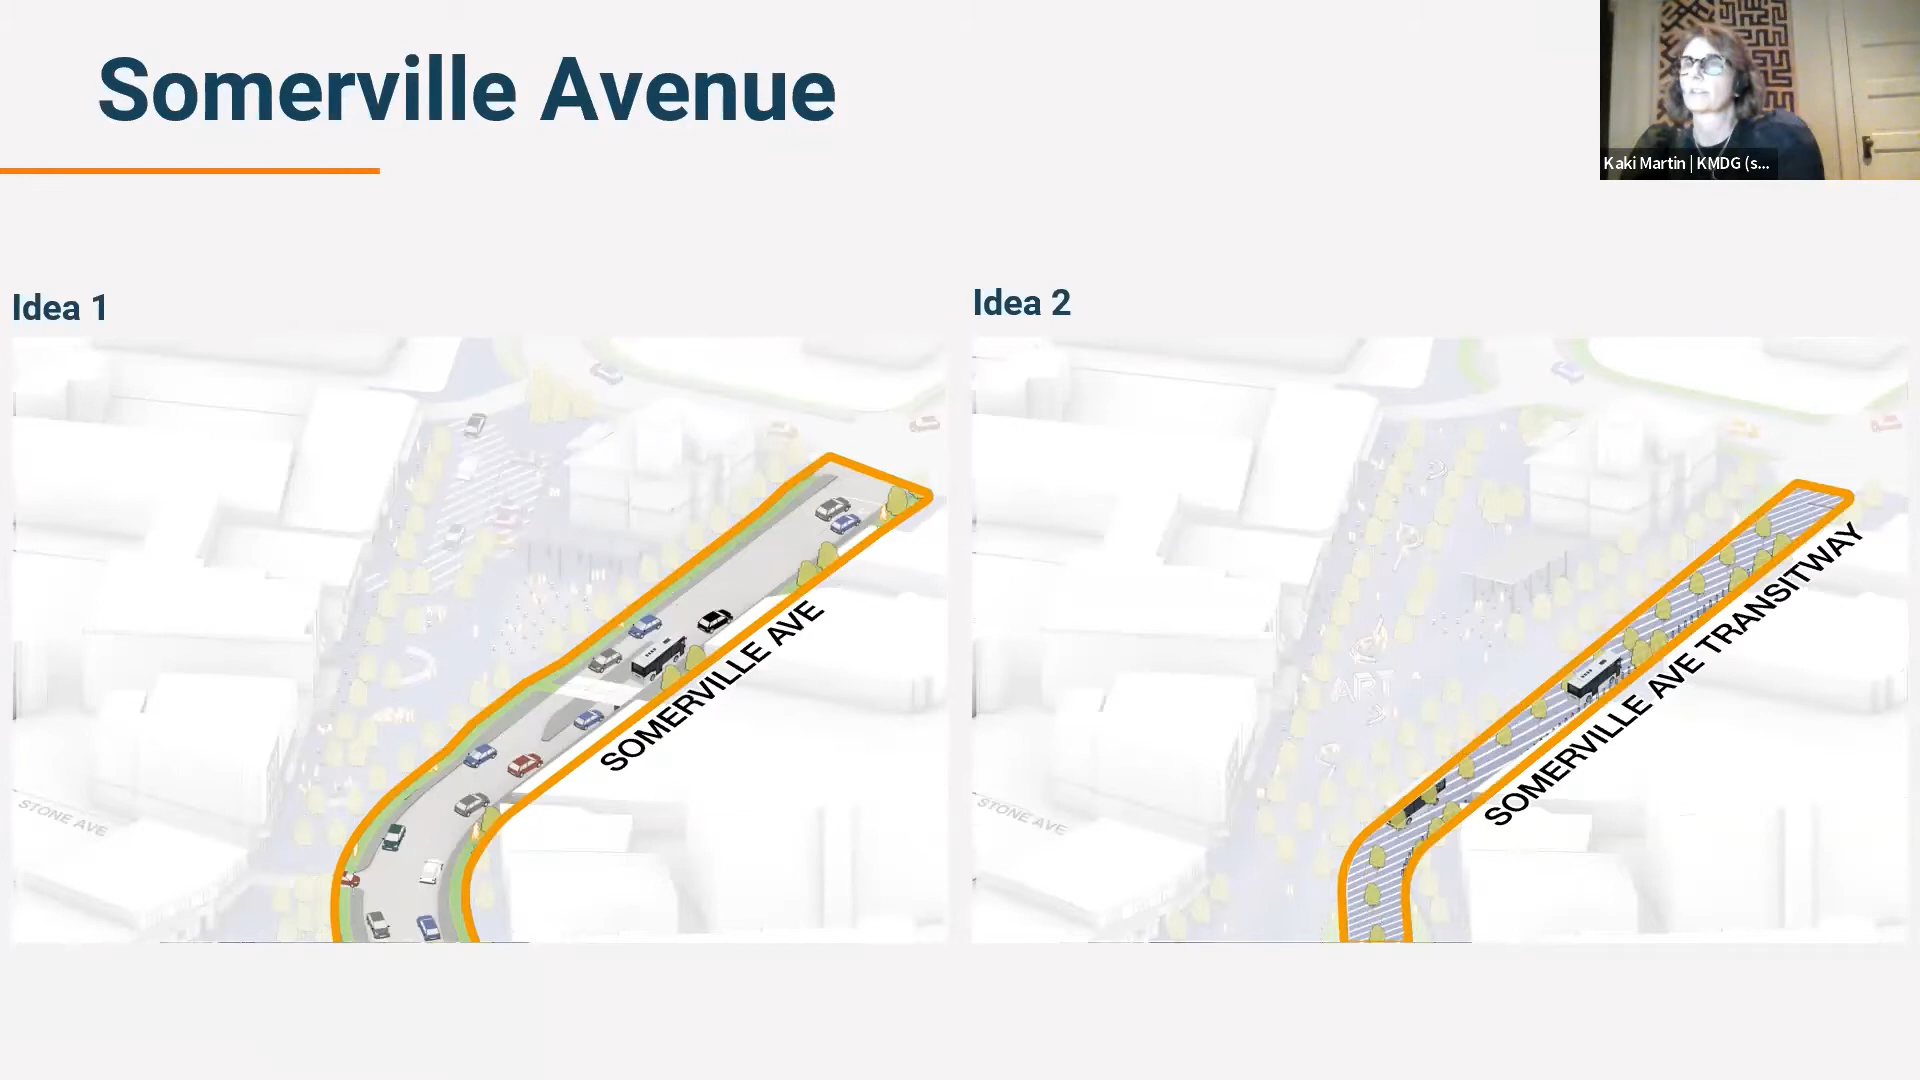 Somerville Avenue
Kaki Martin | KMDG (s...
Idea 1
Idea 2
SOMERVILLE AVE
STONE AVE
SOMERVILLE AVE TRANSITWAY
ART
STONE AVE